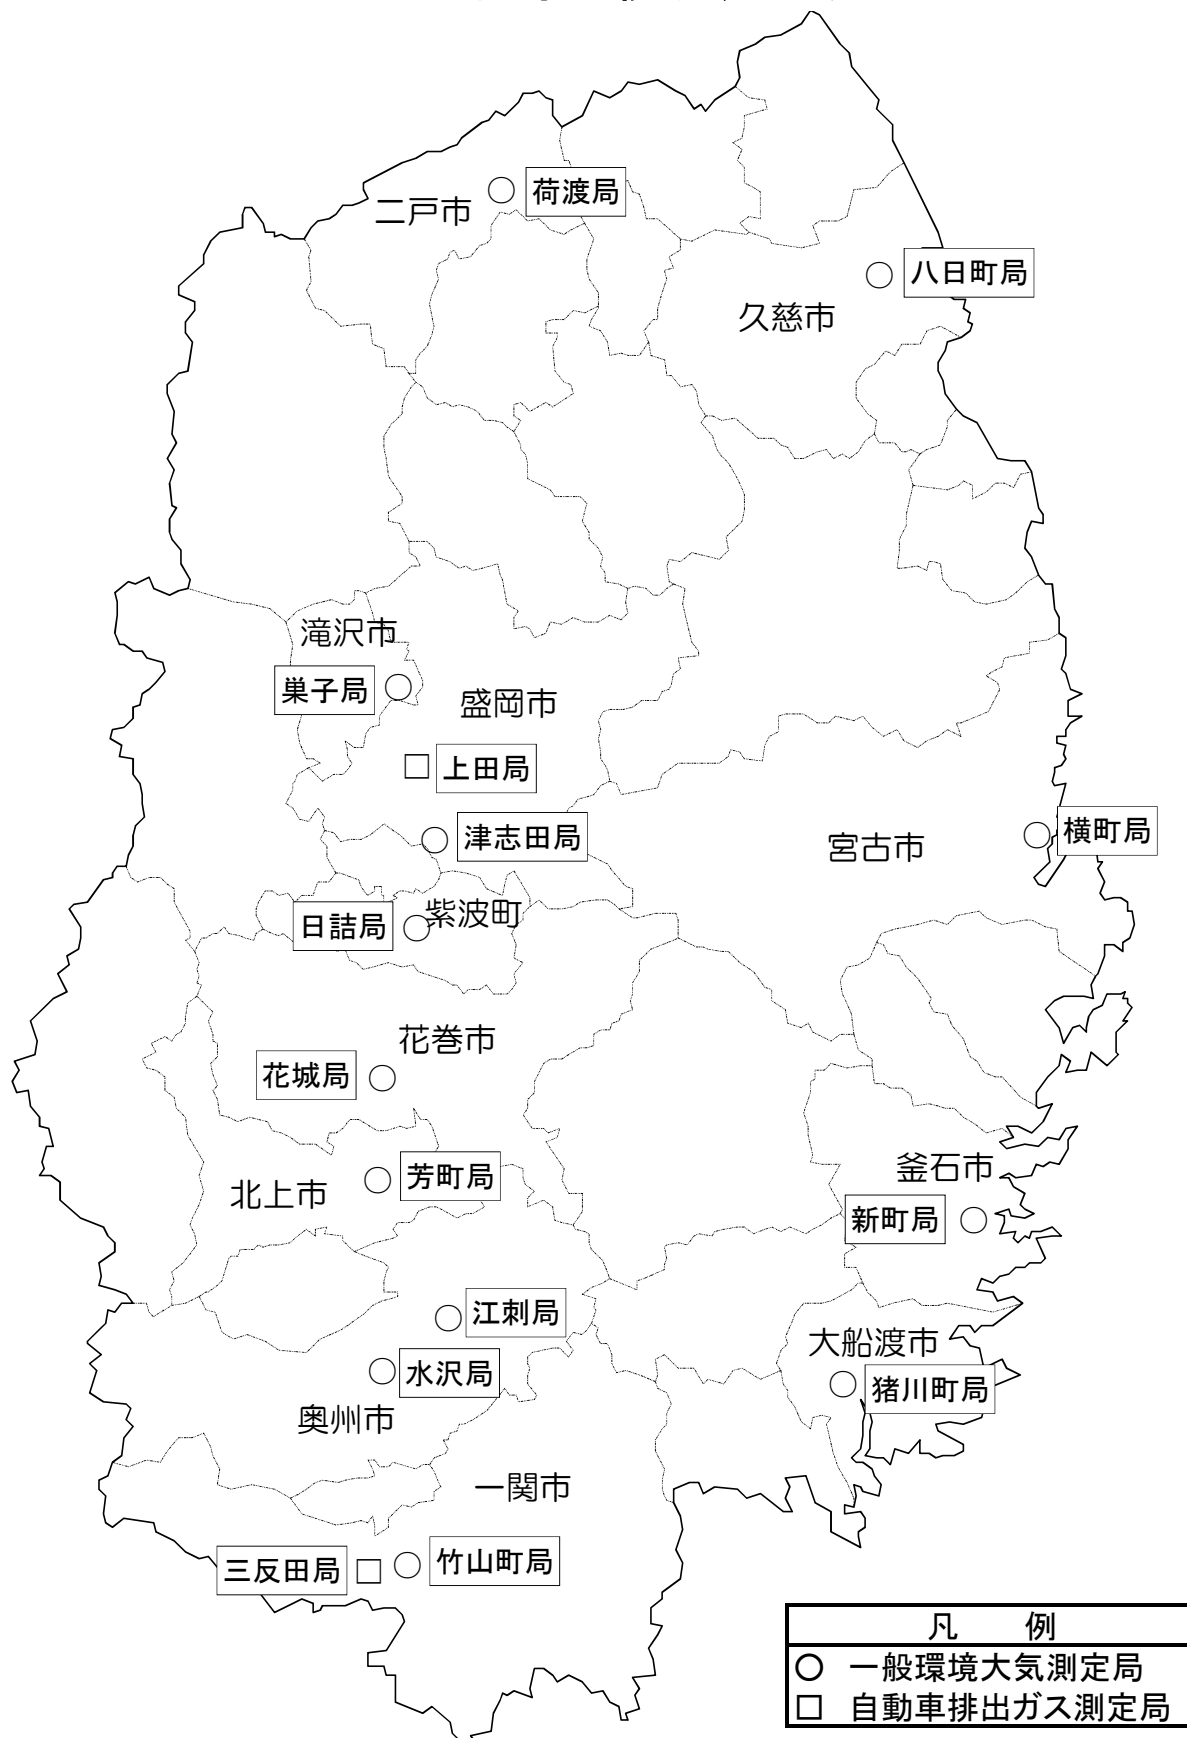 荷渡局
二戸市
八日町局
久慈市
滝沢市
巣子局
盛岡市
上田局
津志田局
横町局
宮古市
紫波町
日詰局
花巻市
花城局
釜石市
芳町局
北上市
新町局
江刺局
大船渡市
水沢局
猪川町局
奥州市
一関市
竹山町局
三反田局
凡 例
○ 一般環境大気測定局
□ 自動車排出ガス測定局